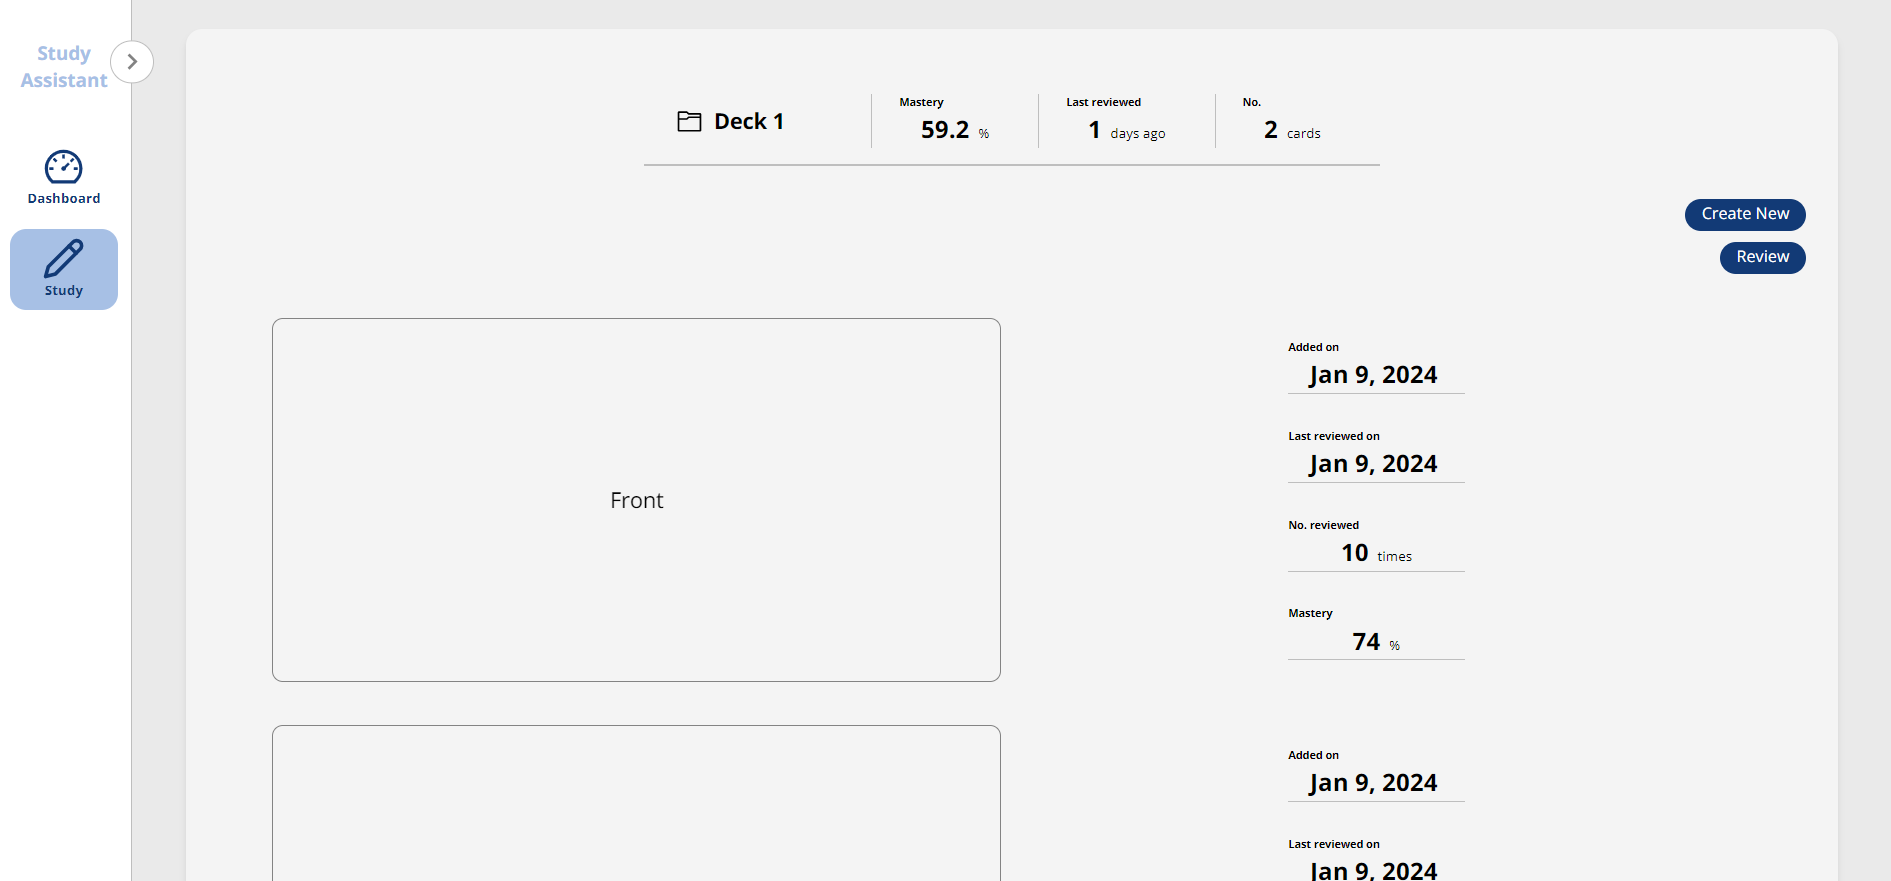 Study
Assistant
Dashboard
Study
Deck 1
Mastery
59.2 %
Last reviewed
1 days ago
No.
2 cards
Create New
Review
Front
Added on
Jan 9, 2024
Last reviewed on
Jan 9, 2024
No. reviewed
10 times
Mastery
74 %
Added on
Jan 9, 2024
Last reviewed on
Jan 9, 2024